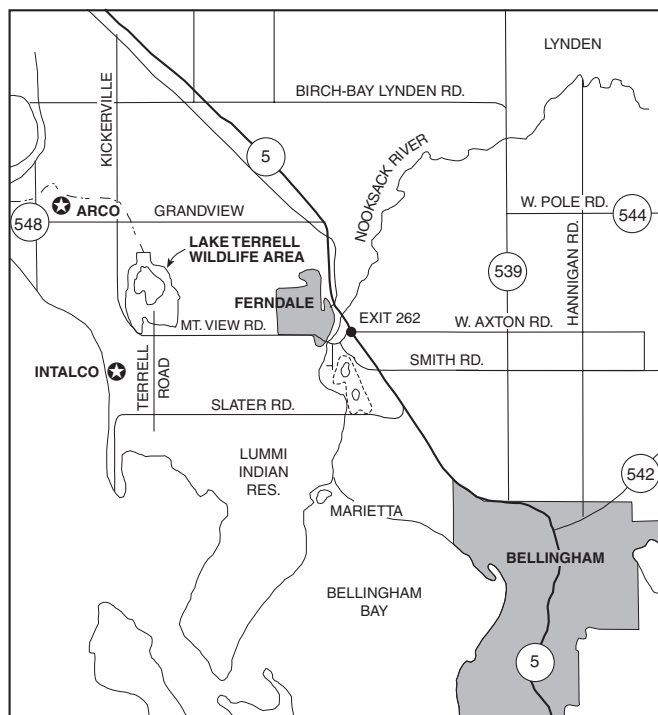 LYNDEN
BIRCH-BAY LYNDEN RD.
KICKERVILLE
5
NOOKSACK RIVER
548
ARCO
GRANDVIEW
W. POLE RD.
544
LAKE TERRELL
WILDLIFE AREA
539
HANNIGAN RD.
FERNDALE
EXIT 262
MT. VIEW RD.
W. AXTON RD.
SMITH RD.
INTALCO
TERRELL
ROAD
SLATER RD.
LUMMI
INDIAN
RES.
542
MARIETTA
BELLINGHAM
BELLINGHAM
BAY
5